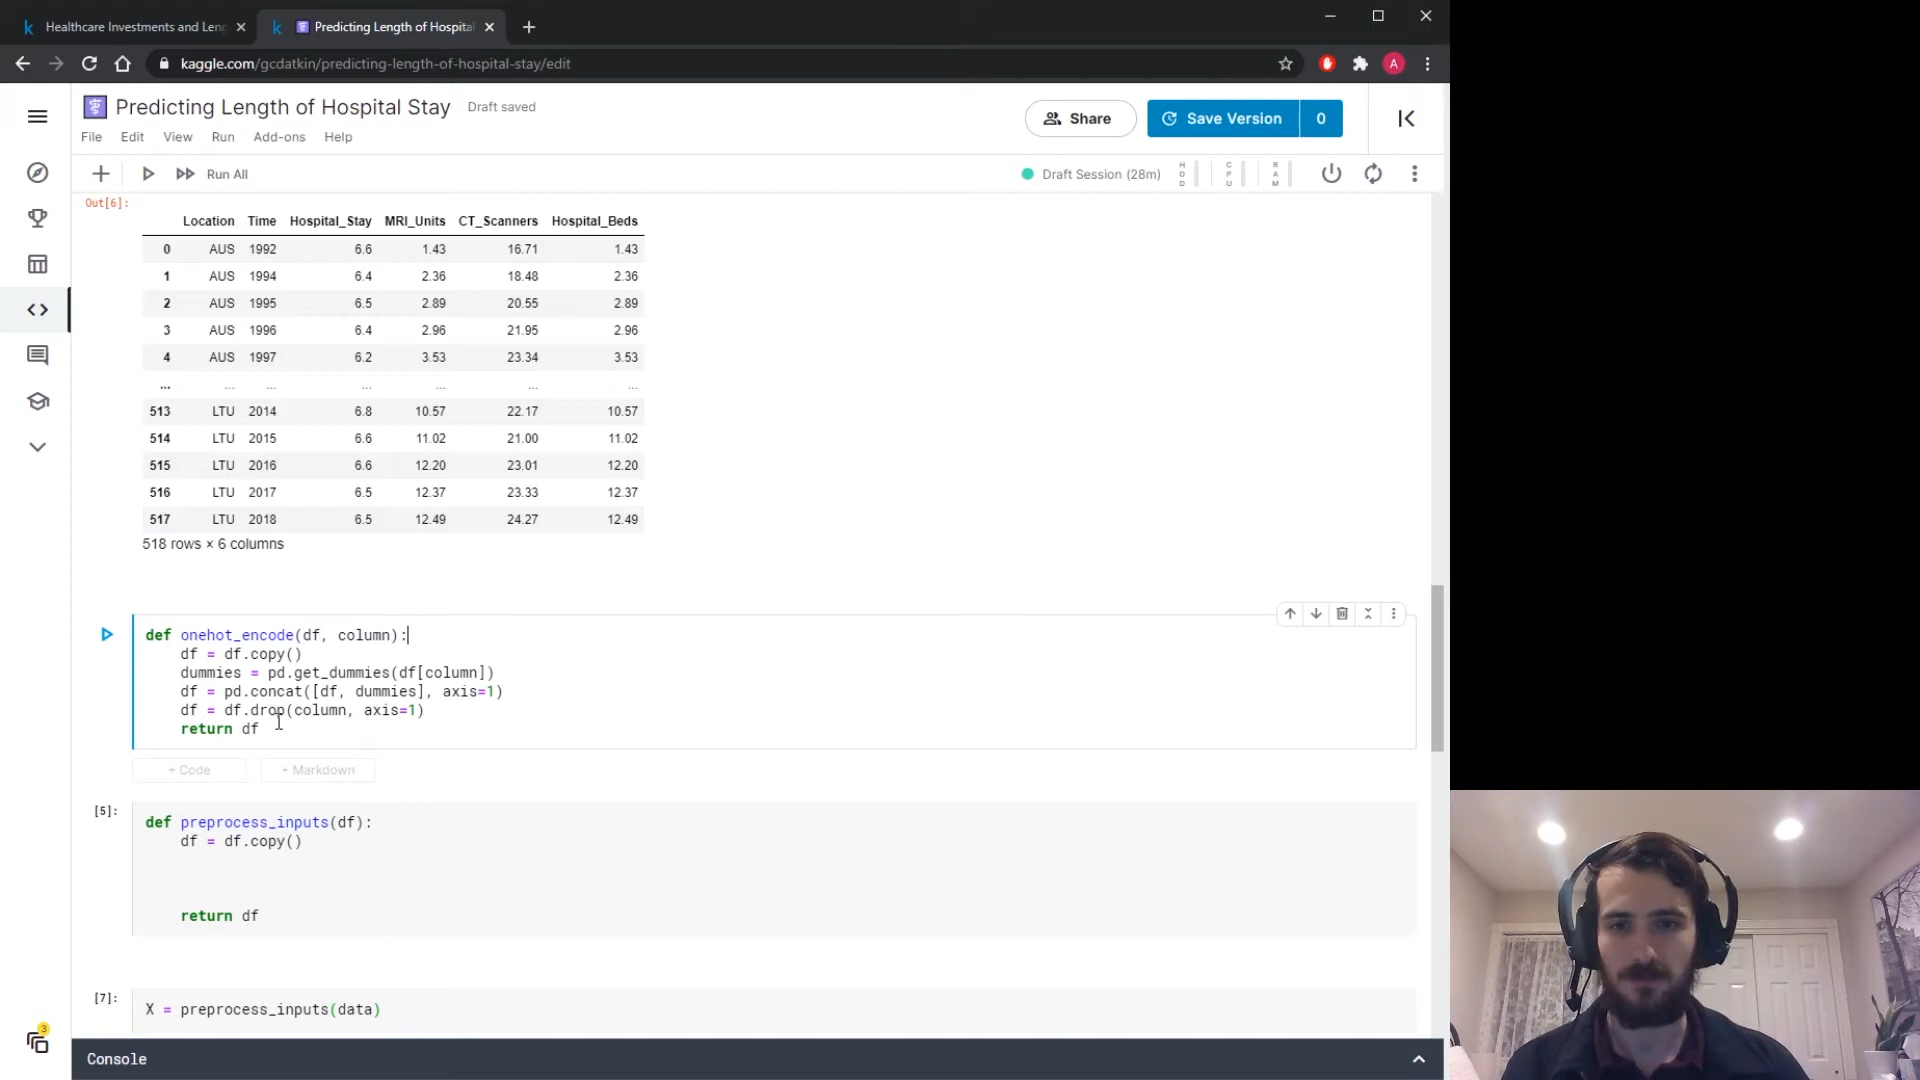 Healthcare Investments and Leng
Predicting Length of Hospital
kaggle.com/gcdatkin/predicting-length-of-hospital-stay/edit
A
Predicting Length of Hospital Stay
Draft saved
Share
Save Version
0
File Edit View Run Add-ons Help
Run All
Draft Session (28m)
HDD
CPU
RAM
Out[6]:
Location Time Hospital_Stay MRI_Units CT_Scanners Hospital_Beds
0 AUS 1992 6.6 1.43 16.71 1.43
1 AUS 1994 6.4 2.36 18.48 2.36
2 AUS 1995 6.5 2.89 20.55 2.89
3 AUS 1996 6.4 2.96 21.95 2.96
4 AUS 1997 6.2 3.53 23.34 3.53
... ... ... ... ... ... ...
513 LTU 2014 6.8 10.57 22.17 10.57
514 LTU 2015 6.6 11.02 21.00 11.02
515 LTU 2016 6.6 12.20 23.01 12.20
516 LTU 2017 6.5 12.37 23.33 12.37
517 LTU 2018 6.5 12.49 24.27 12.49
518 rows × 6 columns
def onehot_encode(df, column):
df = df.copy()
dummies = pd.get_dummies(df[column])
df = pd.concat([df, dummies], axis=1)
df = df.drop(column, axis=1)
return df
+ Code
+ Markdown
[5]:
def preprocess_inputs(df):
df = df.copy()
return df
[7]:
X = preprocess_inputs(data)
3
Console